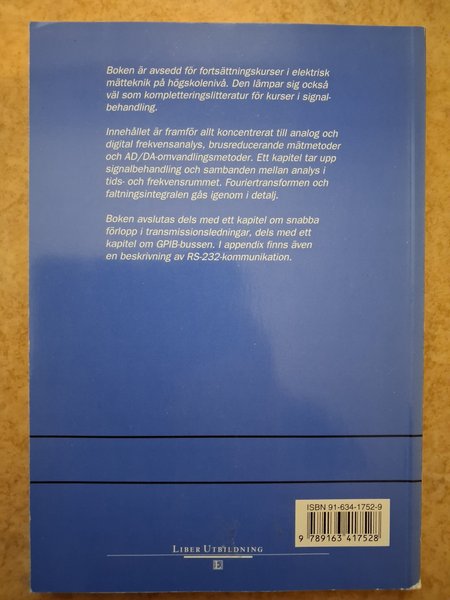 Boken är avsedd för fortsättningskurser i elektrisk
mätteknik på högskolenivå. Den lämpar sig också
väl som kompletteringslitteratur för kurser i signal-
behandling.
Innehållet är framför allt koncentrerat till analog och
digital frekvensanalys, brusreducerande mätmetoder
och AD/DA-omvandlingsmetoder. Ett kapitel tar upp
signalbehandling och sambanden mellan analys i
tids- och frekvensrummet. Fouriertransformen och
faltningsintegralen gås igenom i detalj.
Boken avslutas dels med ett kapitel om snabba
förlopp i transmissionsledningar, dels med ett
kapitel om GPIB-bussen. I appendix finns även
en beskrivning av RS-232-kommunikation.
ISBN 91-634-1752-9
9 789163 417528
LIBER UTBILDNING